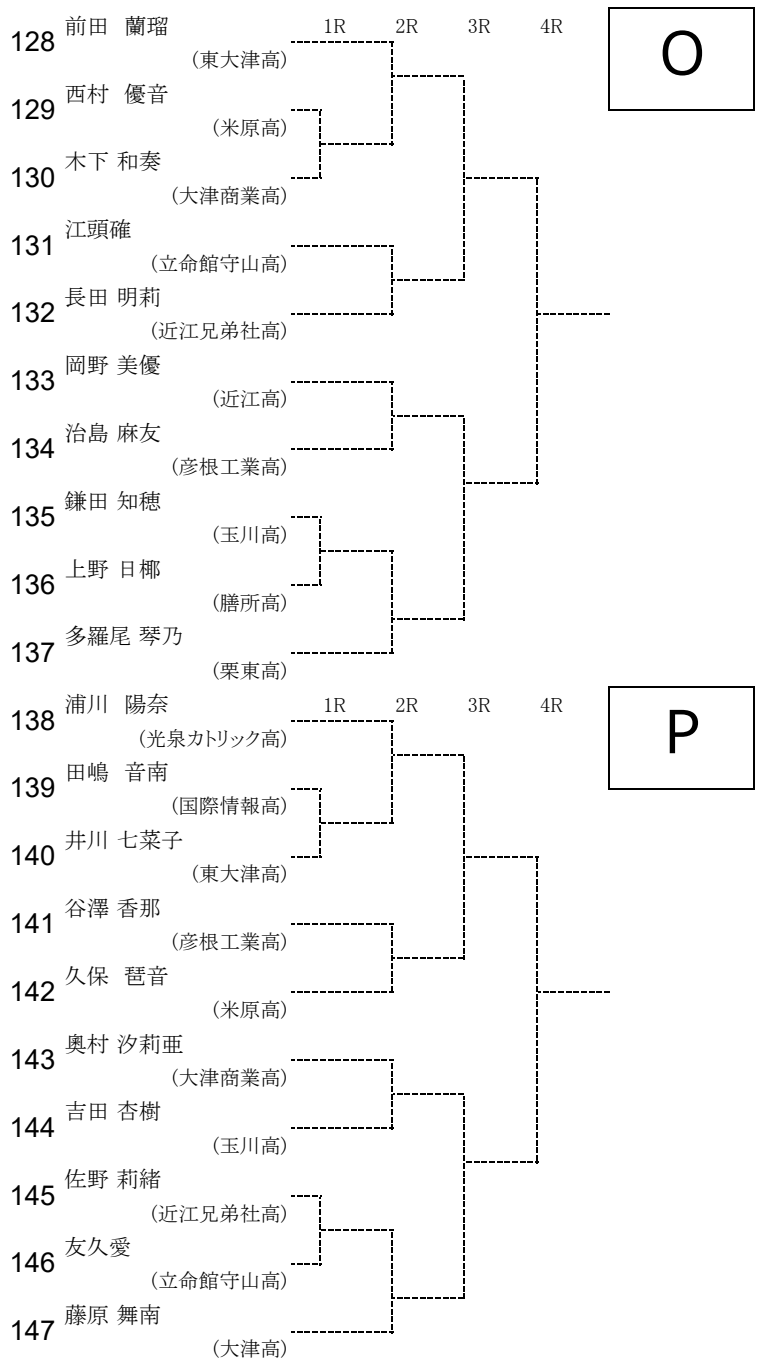 1R 2R 3R 4R
O
128 前田 蘭瑠
(東大津高)
129 西村 優音
(米原高)
130 木下 和奏
(大津商業高)
131 江頭確
(立命館守山高)
132 長田 明莉
(近江兄弟社高)
133 岡野 美優
(近江高)
134 治島 麻友
(彦根工業高)
135 鎌田 知穂
(玉川高)
136 上野 日椰
(膳所高)
137 多羅尾 琴乃
(栗東高)
1R 2R 3R 4R
P
138 浦川 陽奈
(光泉カトリック高)
139 田嶋 音南
(国際情報高)
140 井川 七菜子
(東大津高)
141 谷澤 香那
(彦根工業高)
142 久保 琶音
(米原高)
143 奥村 汐莉亜
(大津商業高)
144 吉田 杏樹
(玉川高)
145 佐野 莉緒
(近江兄弟社高)
146 友久愛
(立命館守山高)
147 藤原 舞南
(大津高)